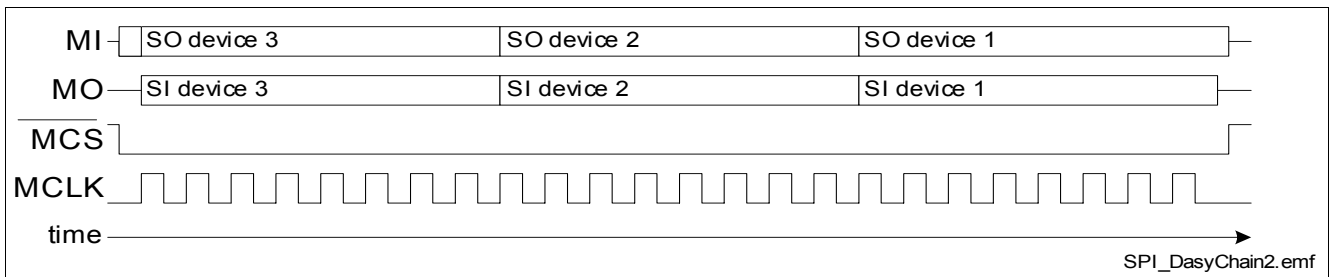 MI SO device 3 SO device 2 SO device 1
MO SI device 3 SI device 2 SI device 1
MCS
MCLK
time
SPI_DasyChain2.emf